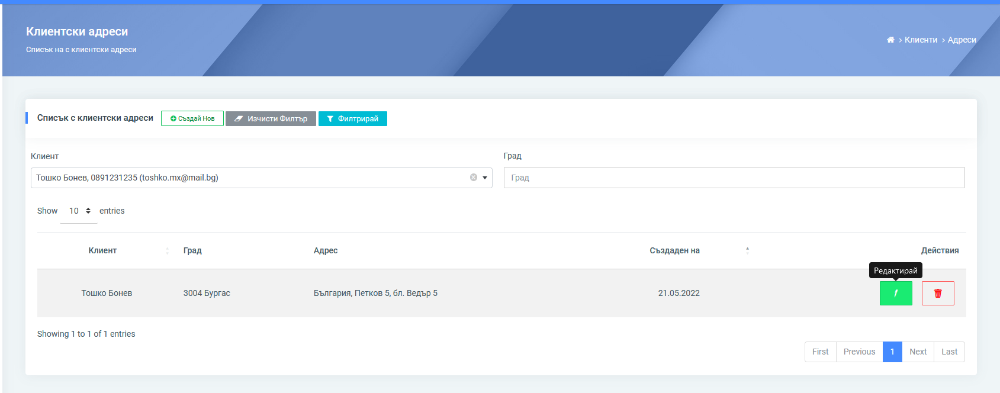 Клиентски адреси
Списък на с клиентски адреси
› Клиенти › Адреси
Списък с клиентски адреси
Създай Нов
Изчисти Филтър
Филтрирай
Клиент
Град
Тошко Бонев, 0891231235 (toshko.mx@mail.bg)
Град
Show 10 entries
Клиент Град Адрес Създаден на Действия
Редактирай
Тошко Бонев 3004 Бургас България, Петков 5, бл. Ведър 5 21.05.2022
Showing 1 to 1 of 1 entries
First Previous 1 Next Last